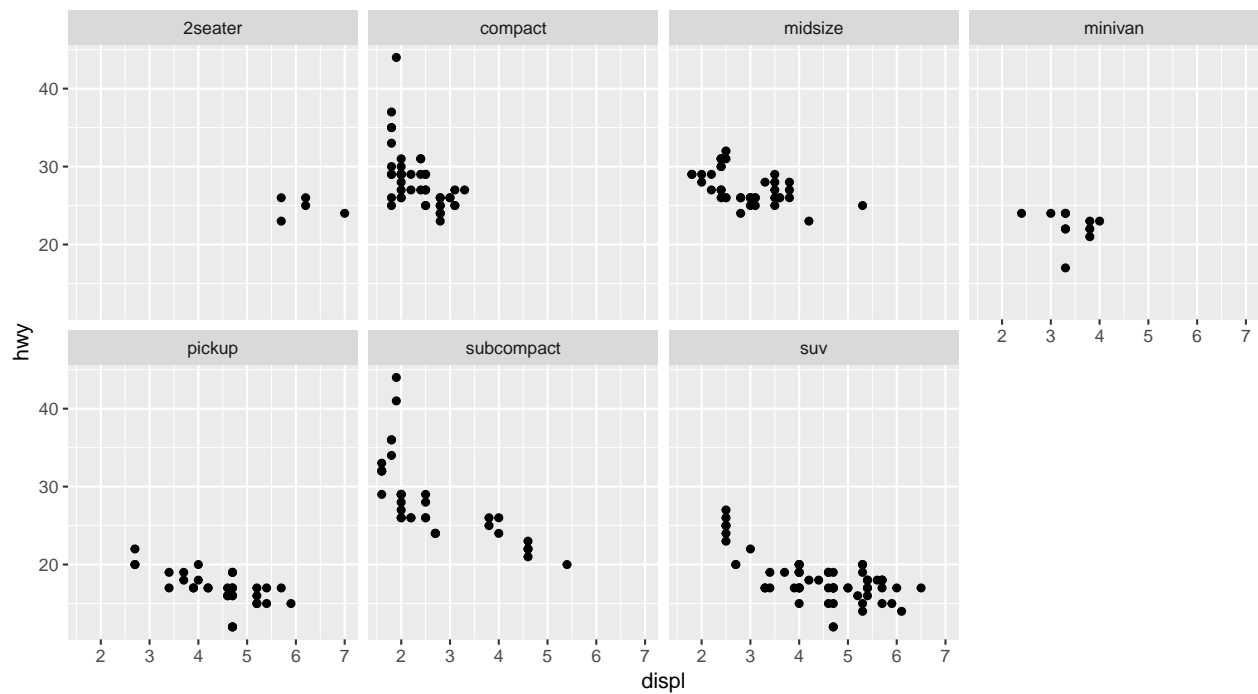 2seater compact midsize minivan
40
30
20
2 3 4 5 6 7
hwy
pickup subcompact suv
40
30
20
2 3 4 5 6 7 2 3 4 5 6 7 2 3 4 5 6 7
displ